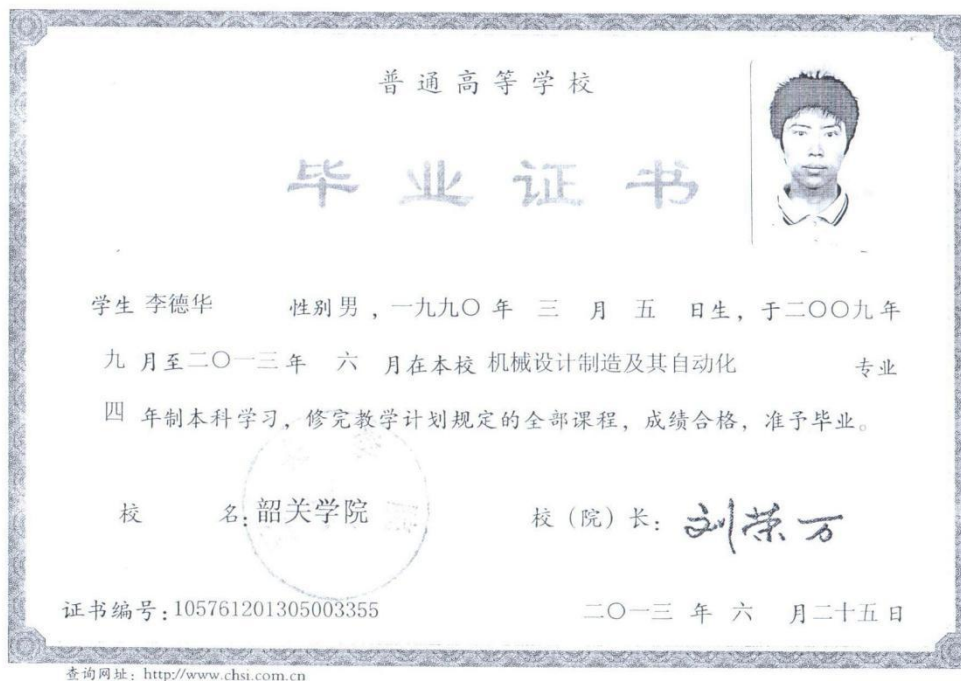 普通高等学校
毕业证书
学生 李德华 性别 男 , 一九九〇 年 三 月 五 日生, 于二〇〇九 年
九 月至二〇一三 年 六 月在本校 机械设计制造及其自动化 专业
四 年制本科学习, 修完教学计划规定的全部课程, 成绩合格, 准予毕业。
校 名: 韶关学院 校(院)长: 刘荣万
证书编号: 105761201305003355 二〇一三 年 六 月二十五日
查询网址: http://www.chsi.com.cn